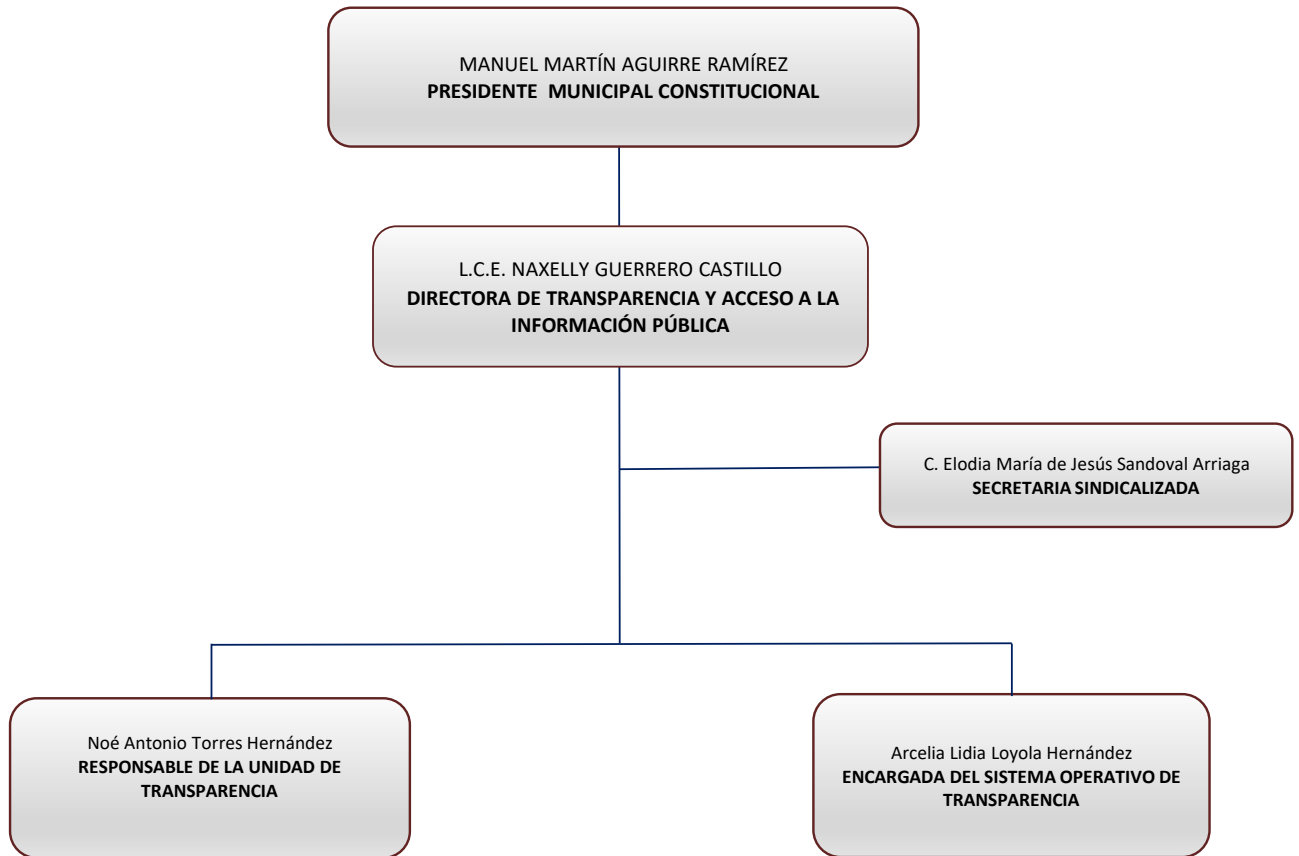 MANUEL MARTÍN AGUIRRE RAMÍREZ
PRESIDENTE MUNICIPAL CONSTITUCIONAL
L.C.E. NAXELLY GUERRERO CASTILLO
DIRECTORA DE TRANSPARENCIA Y ACCESO A LA
INFORMACIÓN PÚBLICA
C. Elodia María de Jesús Sandoval Arriaga
SECRETARIA SINDICALIZADA
Noé Antonio Torres Hernández
RESPONSABLE DE LA UNIDAD DE
TRANSPARENCIA
Arcelia Lidia Loyola Hernández
ENCARGADA DEL SISTEMA OPERATIVO DE
TRANSPARENCIA